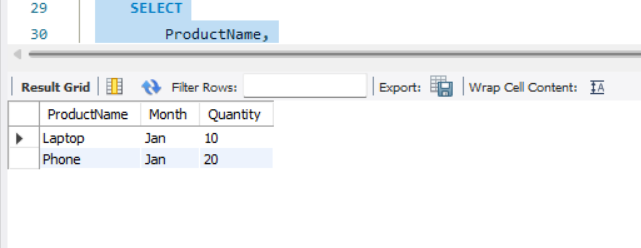 29 SELECT
30 ProductName,
Result Grid Filter Rows: Export: Wrap Cell Content: IA
ProductName Month Quantity
Laptop Jan 10
Phone Jan 20